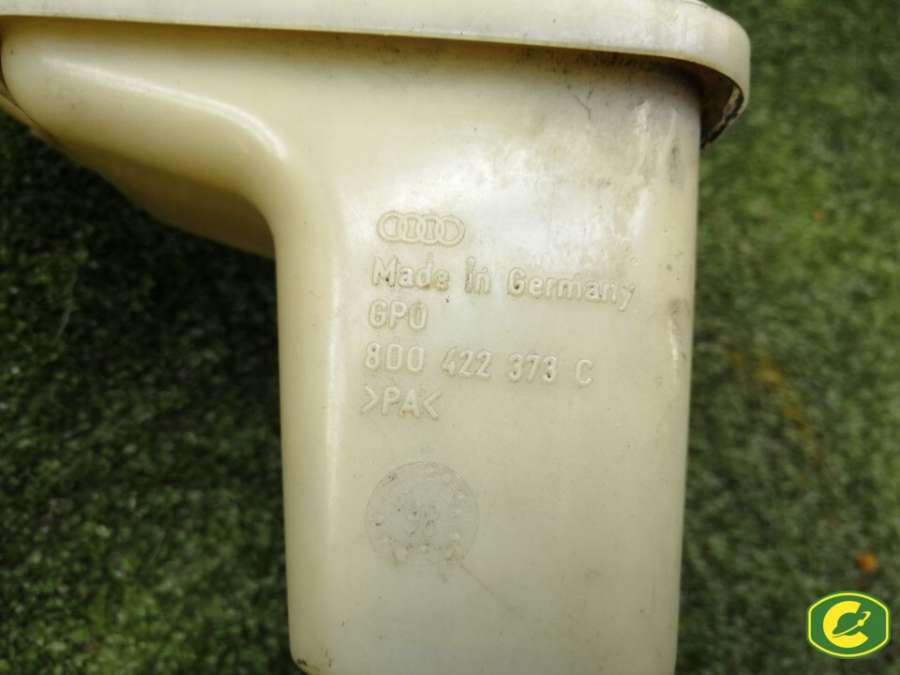 Made in Germany
GPO
8D0 422 373 C
>PA<